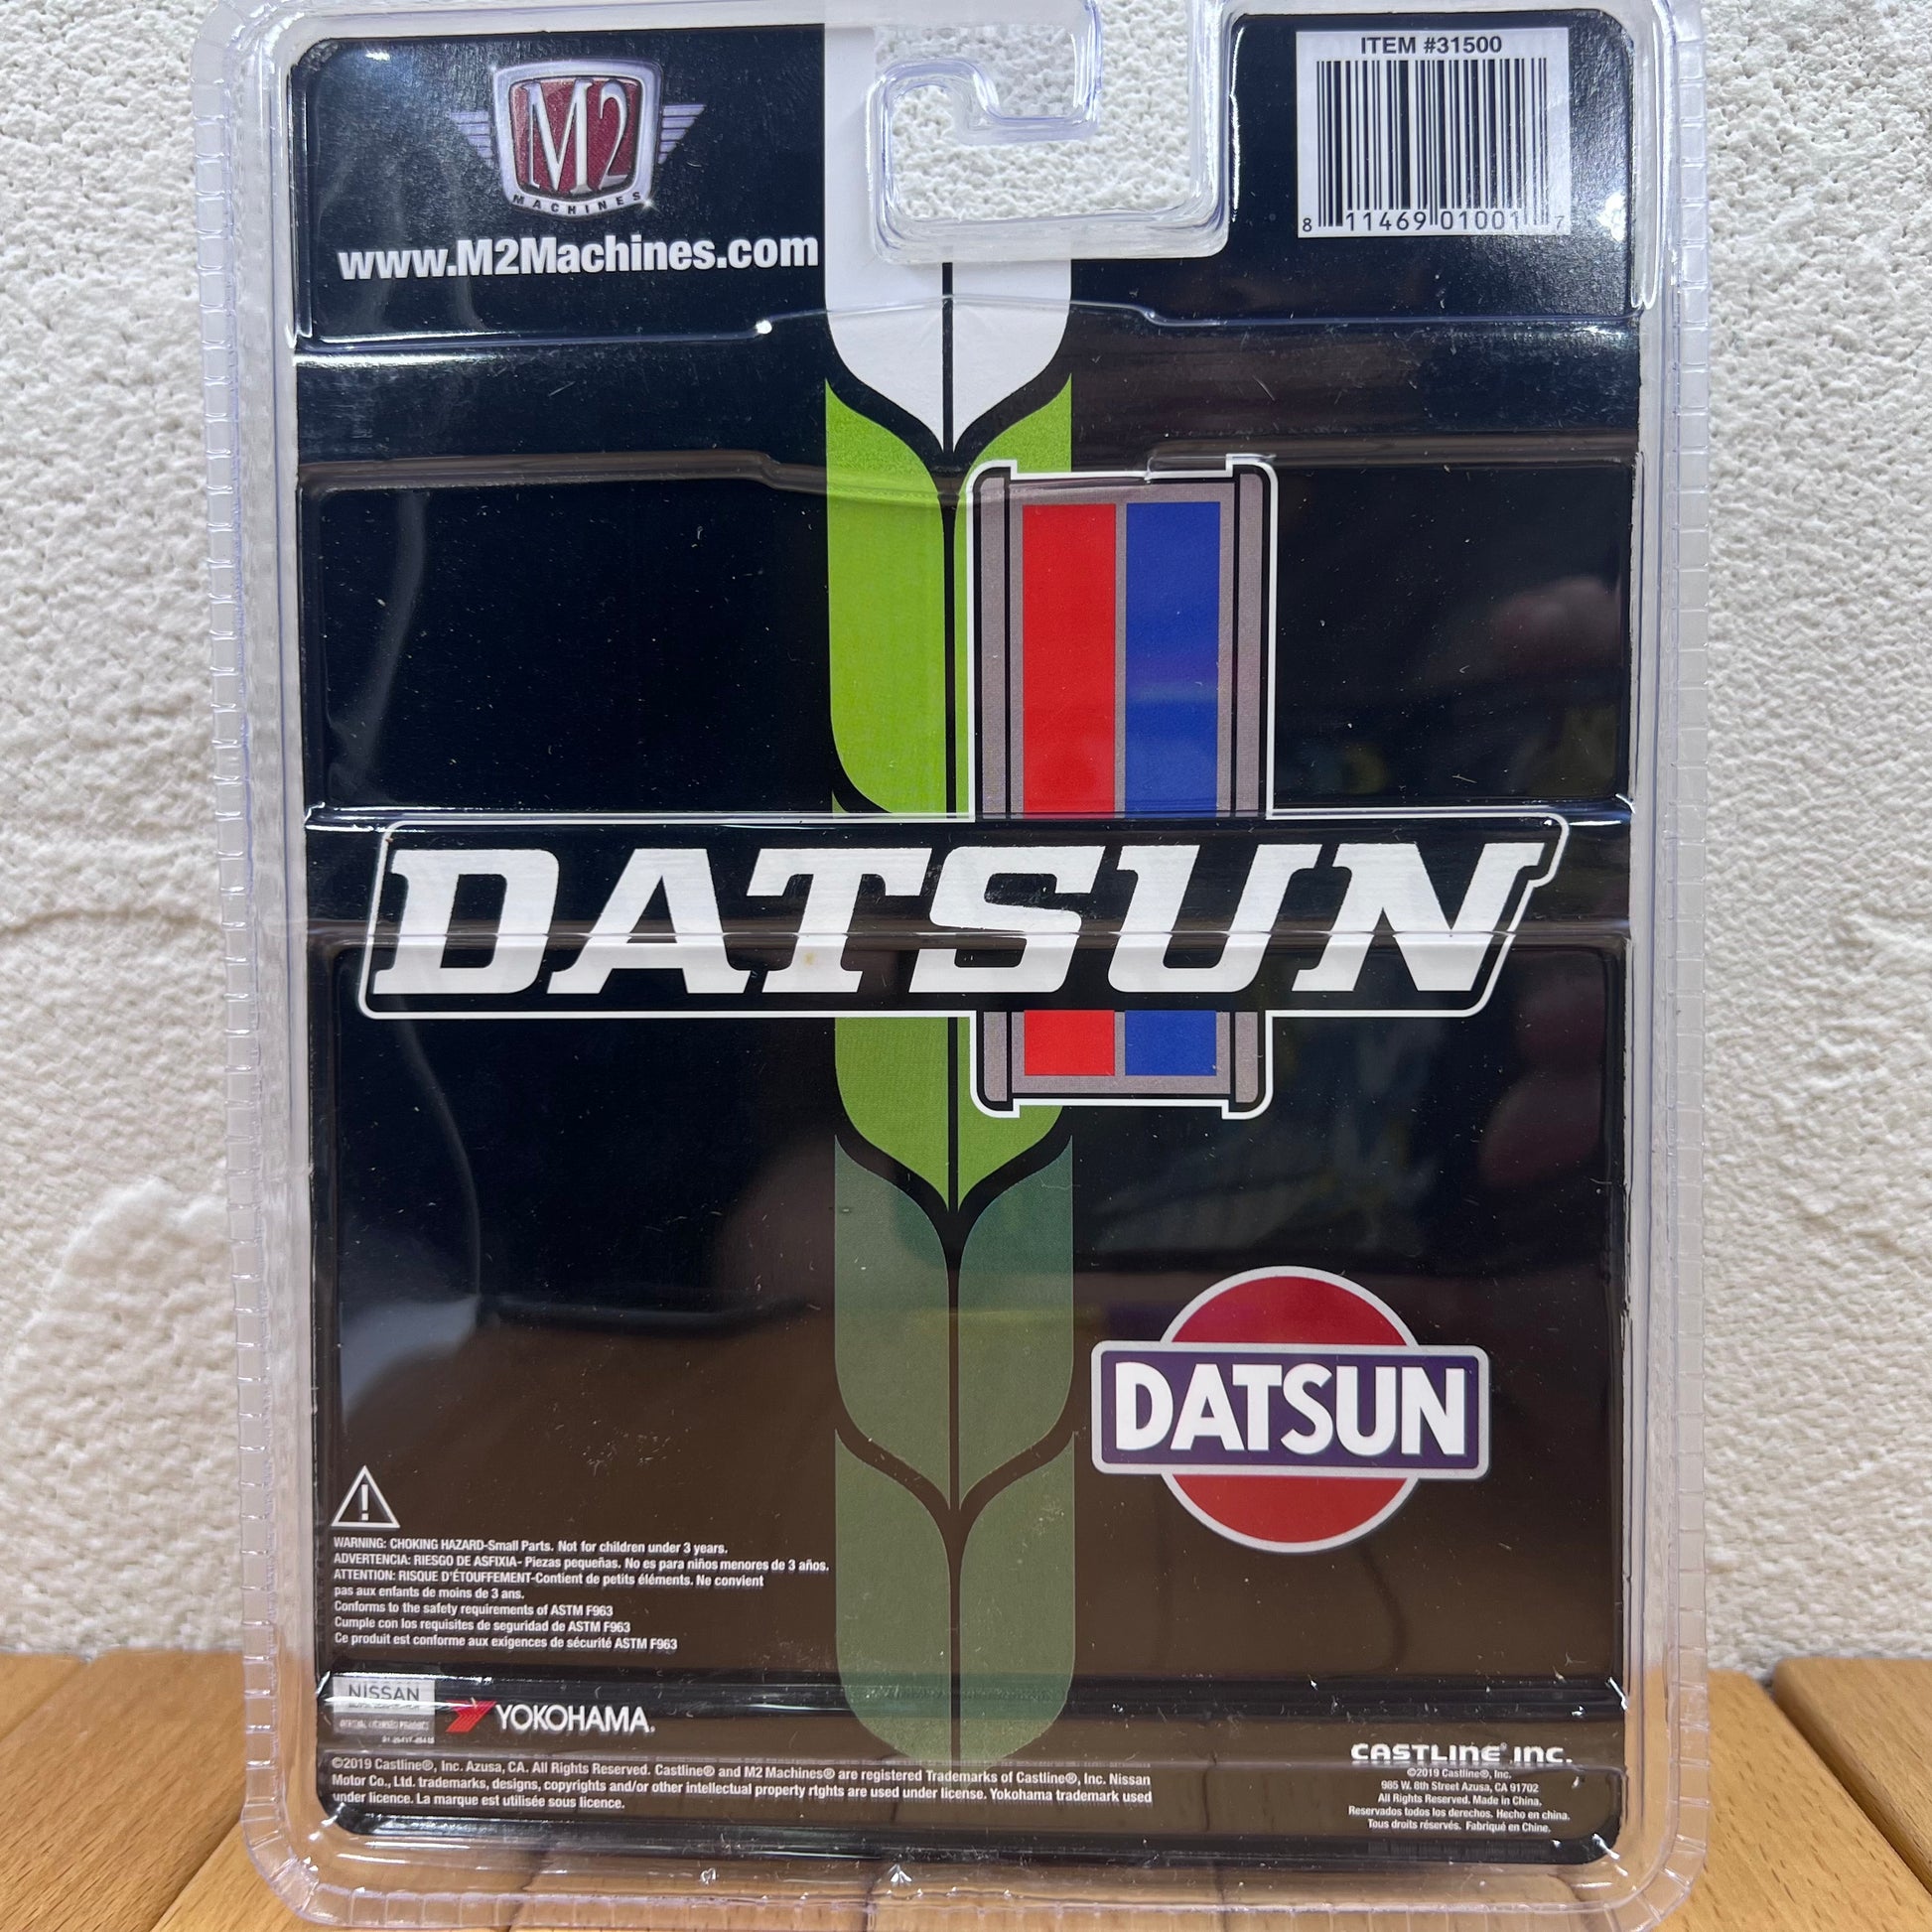 ITEM #31500
M2
MACHINES
www.M2Machines.com
8 11469 01001 7
DATSUN
DATSUN
WARNING: CHOKING HAZARD-Small Parts. Not for children under 3 years.
ADVERTENCIA: RIESGO DE ASFIXIA- Piezas pequeñas. No es para niños menores de 3 años.
ATTENTION: RISQUE D'ÉTOUFFEMENT-Contient de petits éléments. Ne convient
pas aux enfants de moins de 3 ans.
Conforms to the safety requirements of ASTM F963
Cumple con los requisites de seguridad de ASTM F963
Ce produit est conforme aux exigences de sécurité ASTM F963
NISSAN
YOKOHAMA.
©2019 Castline®, Inc. Azusa, CA. All Rights Reserved. Castline® and M2 Machines® are registered Trademarks of Castline®, Inc. Nissan
Motor Co., Ltd. trademarks, designs, copyrights and/or other intellectual property rights are used under license. Yokohama trademark used
under licence. La marque est utilisée sous licence.
CASTLINE® INC.
©2019 Castline®, Inc.
985 W. 8th Street Azusa, CA 91702
All Rights Reserved. Made in China.
Reservados todos los derechos. Hecho en china.
Tous droits réservés. Fabriqué en Chine.